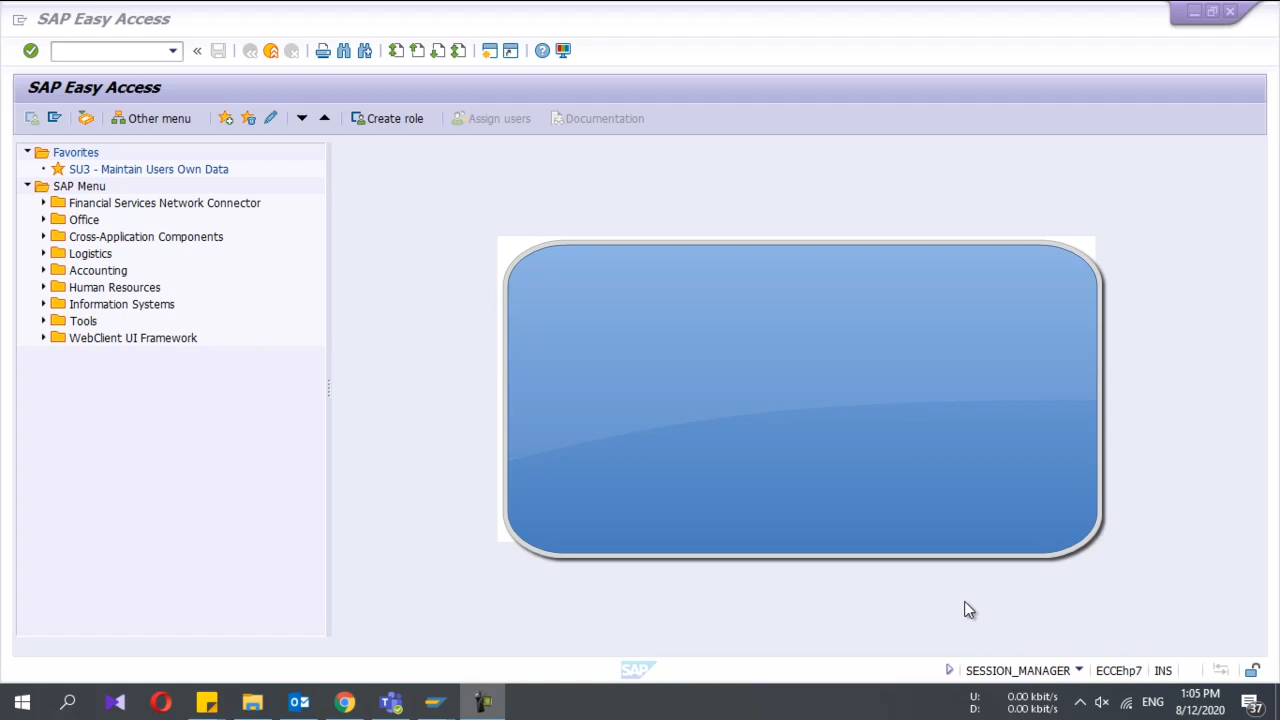 SAP Easy Access
SAP Easy Access
Other menu Create role Assign users Documentation
Favorites
SU3 - Maintain Users Own Data
SAP Menu
Financial Services Network Connector
Office
Cross-Application Components
Logistics
Accounting
Human Resources
Information Systems
Tools
WebClient UI Framework
SAP
SESSION_MANAGER ECCEhp7 INS
U: 0.00 kbit/s
D: 0.00 kbit/s
ENG
1:05 PM
8/12/2020
37